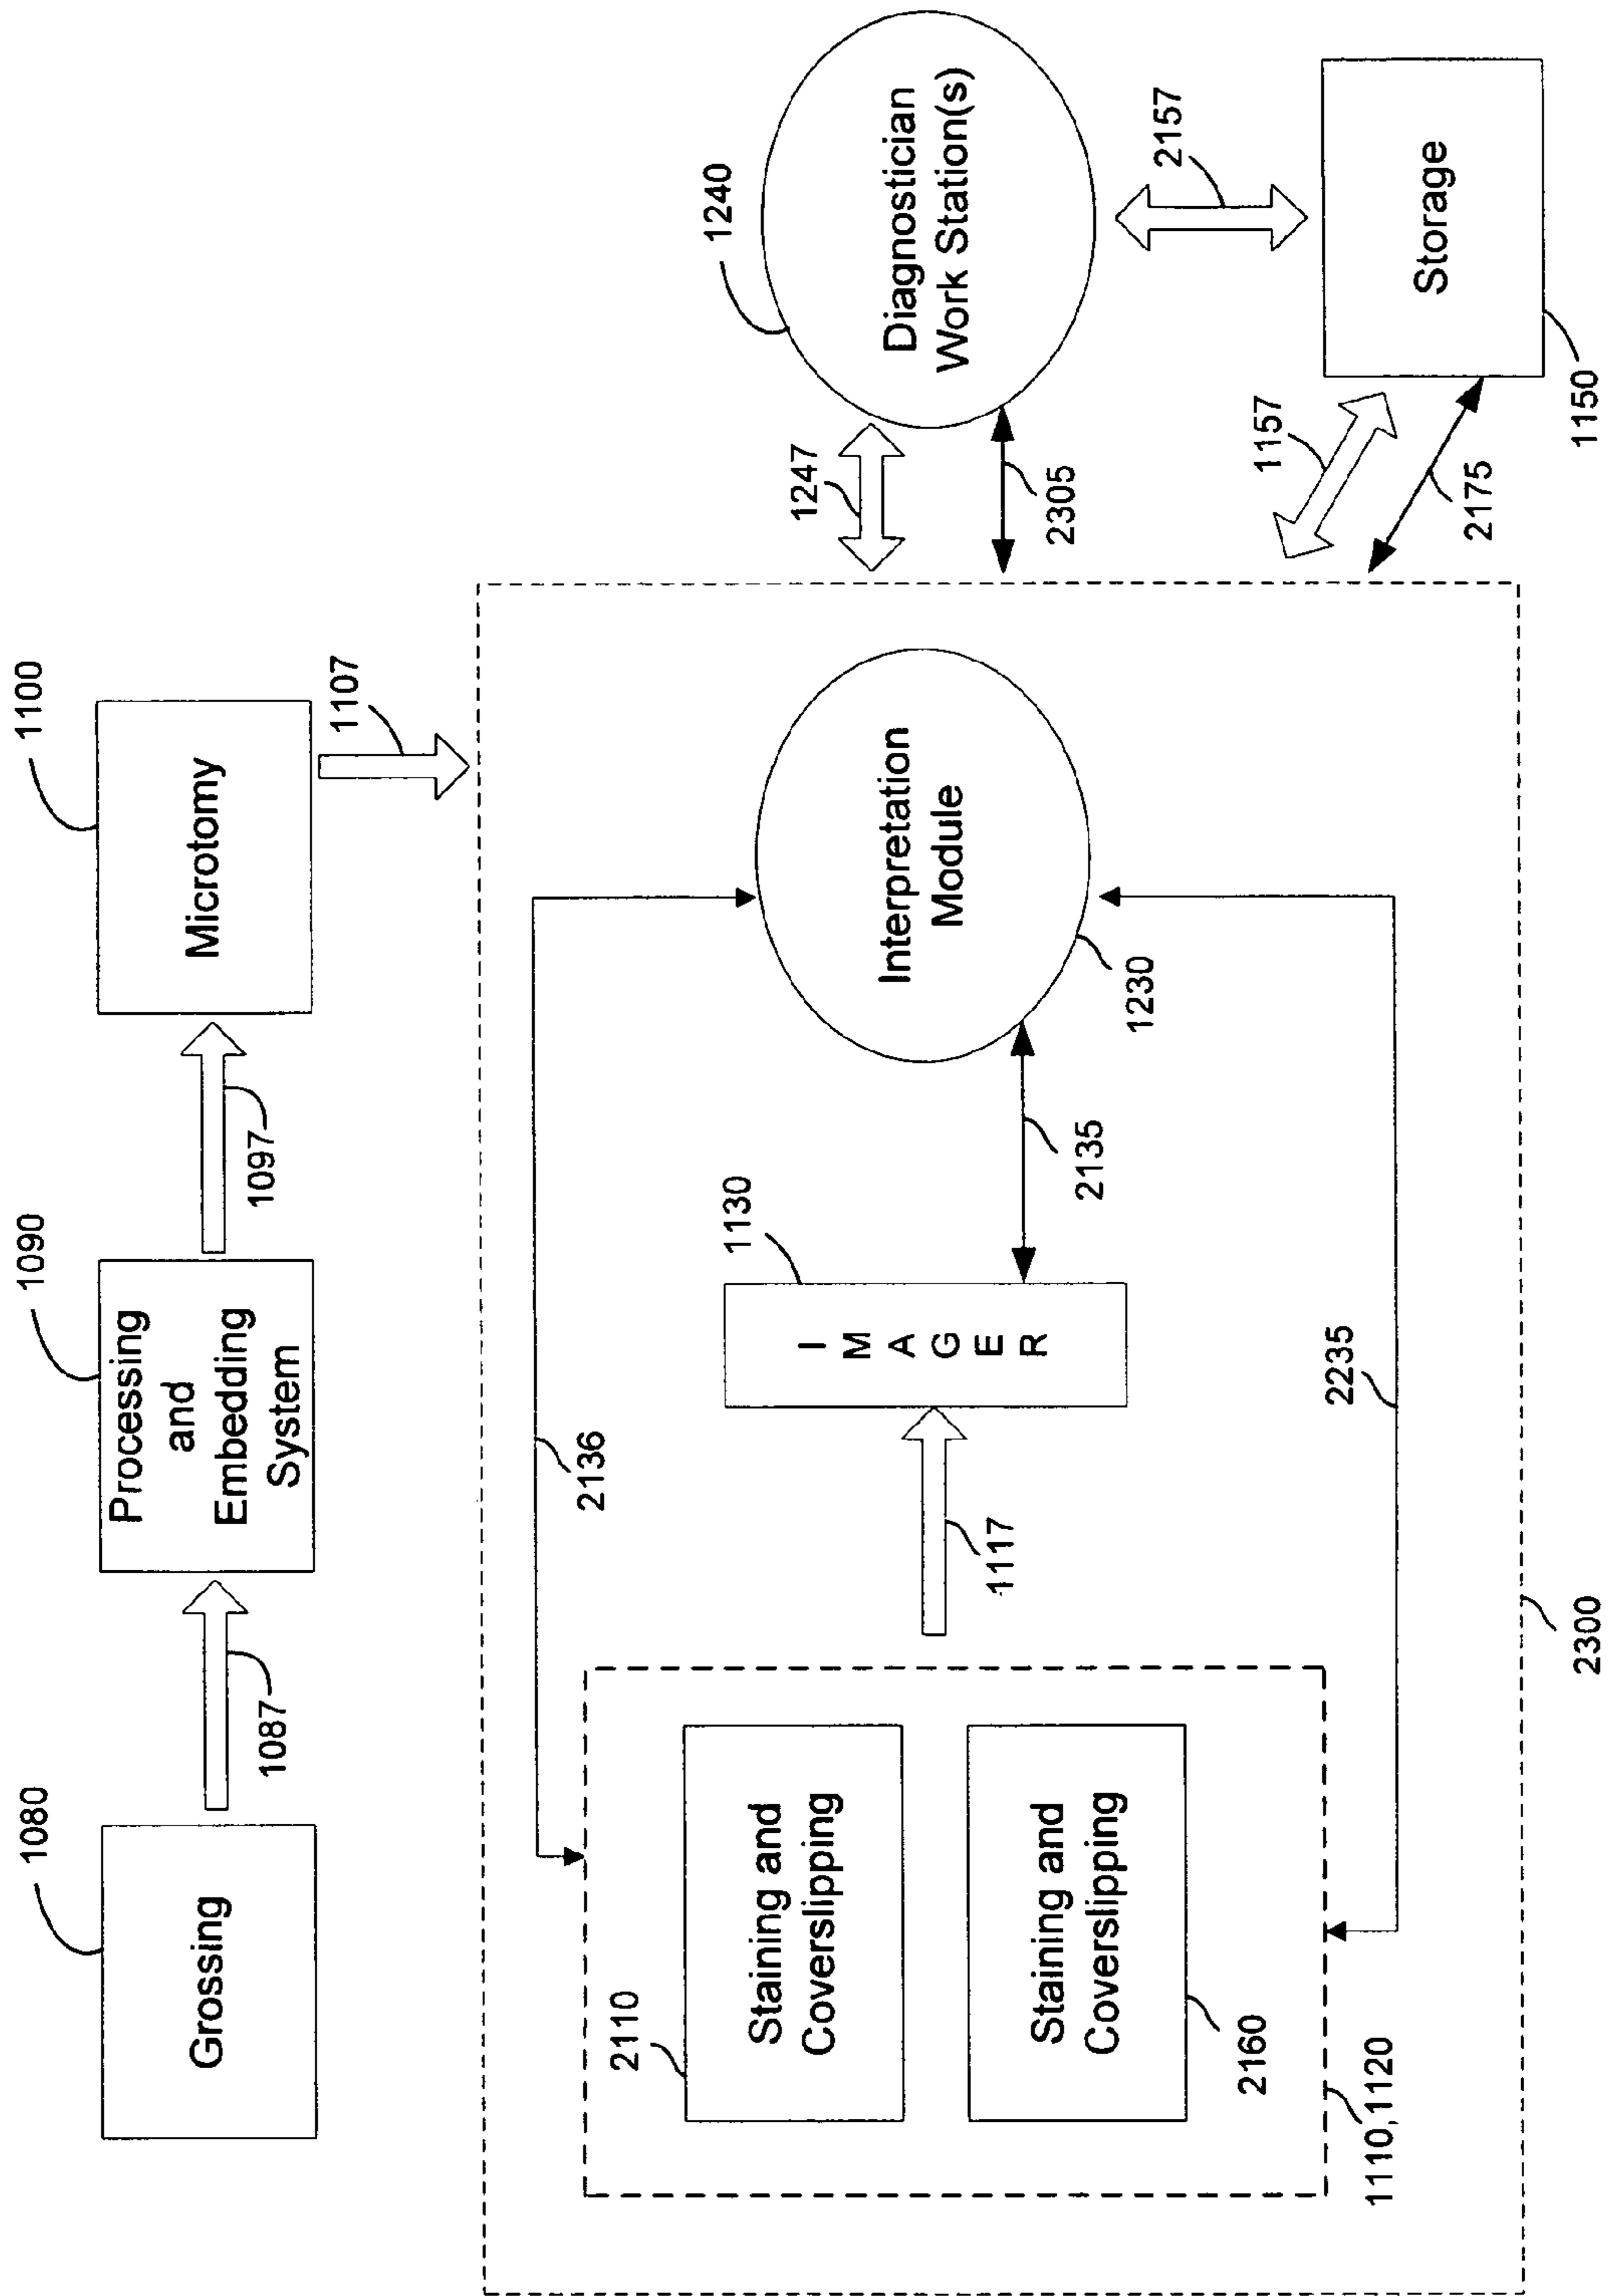 1080
Grossing
1087
1090
Processing
and
Embedding
System
1097
1100
Microtomy
1107
2136
2110
Staining and
Coverslipping
Staining and
Coverslipping
2160
1110,1120
1117
1130
I
M
A
G
E
R
2135
Interpretation
Module
1230
2235
2300
1247
1240
Diagnostician
Work Station(s)
2305
2157
1157
2175
Storage
1150